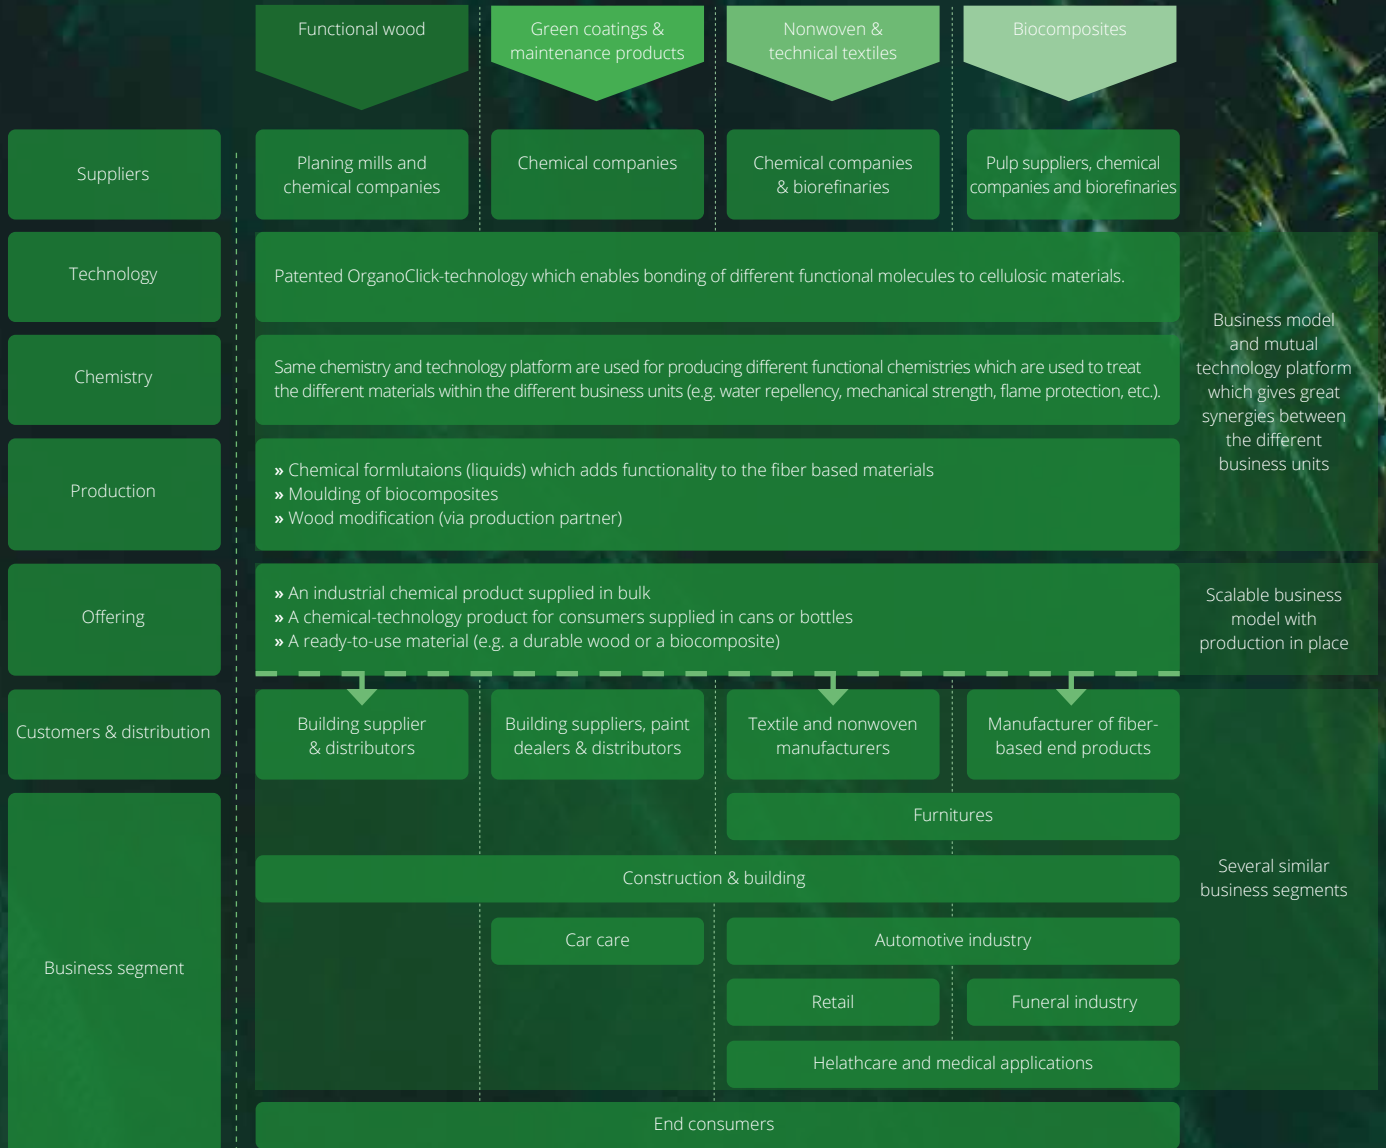 Functional wood
Green coatings &
maintenance products
Nonwoven &
technical textiles
Biocomposites
Suppliers
Planing mills and
chemical companies
Chemical companies
Chemical companies
& biorefinaries
Pulp suppliers, chemical
companies and biorefinaries
Technology
Patented OrganoClick-technology which enables bonding of different functional molecules to cellulosic materials.
Chemistry
Same chemistry and technology platform are used for producing different functional chemistries which are used to treat
the different materials within the different business units (e.g. water repellency, mechanical strength, flame protection, etc.).
Production
» Chemical formlutaions (liquids) which adds functionality to the fiber based materials
» Moulding of biocomposites
» Wood modification (via production partner)
Business model
and mutual
technology platform
which gives great
synergies between
the different
business units
Offering
» An industrial chemical product supplied in bulk
» A chemical-technology product for consumers supplied in cans or bottles
» A ready-to-use material (e.g. a durable wood or a biocomposite)
Scalable business
model with
production in place
Customers & distribution
Building supplier
& distributors
Building suppliers, paint
dealers & distributors
Textile and nonwoven
manufacturers
Manufacturer of fiber-
based end products
Business segment
Furnitures
Construction & building
Car care
Automotive industry
Retail
Funeral industry
Helathcare and medical applications
End consumers
Several similar
business segments